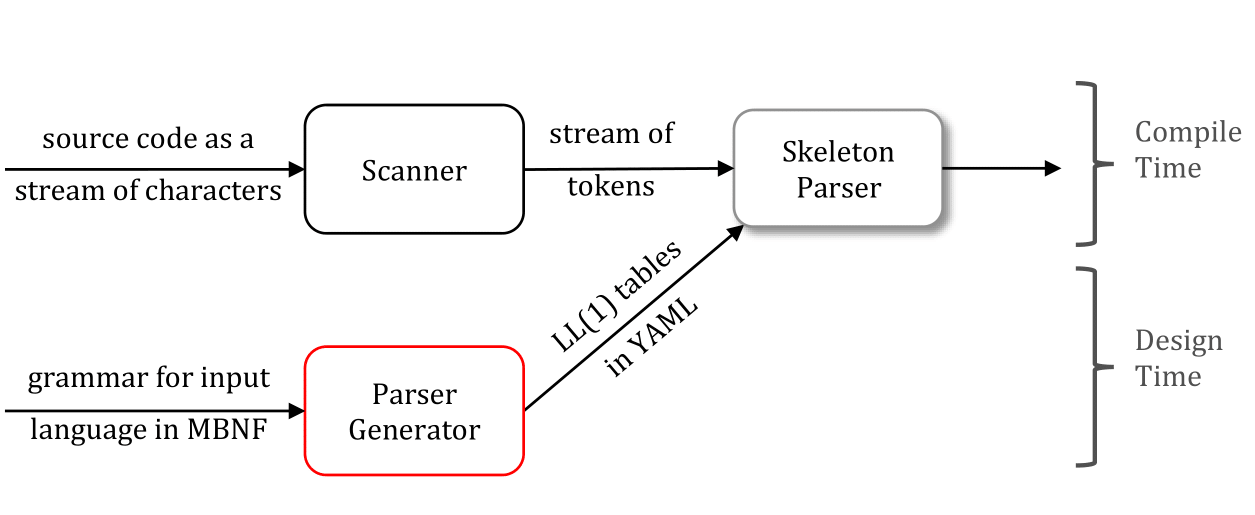 source code as a
stream of characters
Scanner
stream of
tokens
Skeleton
Parser
Compile
Time
grammar for input
language in MBNF
Parser
Generator
LL(1) tables
in YAML
Design
Time